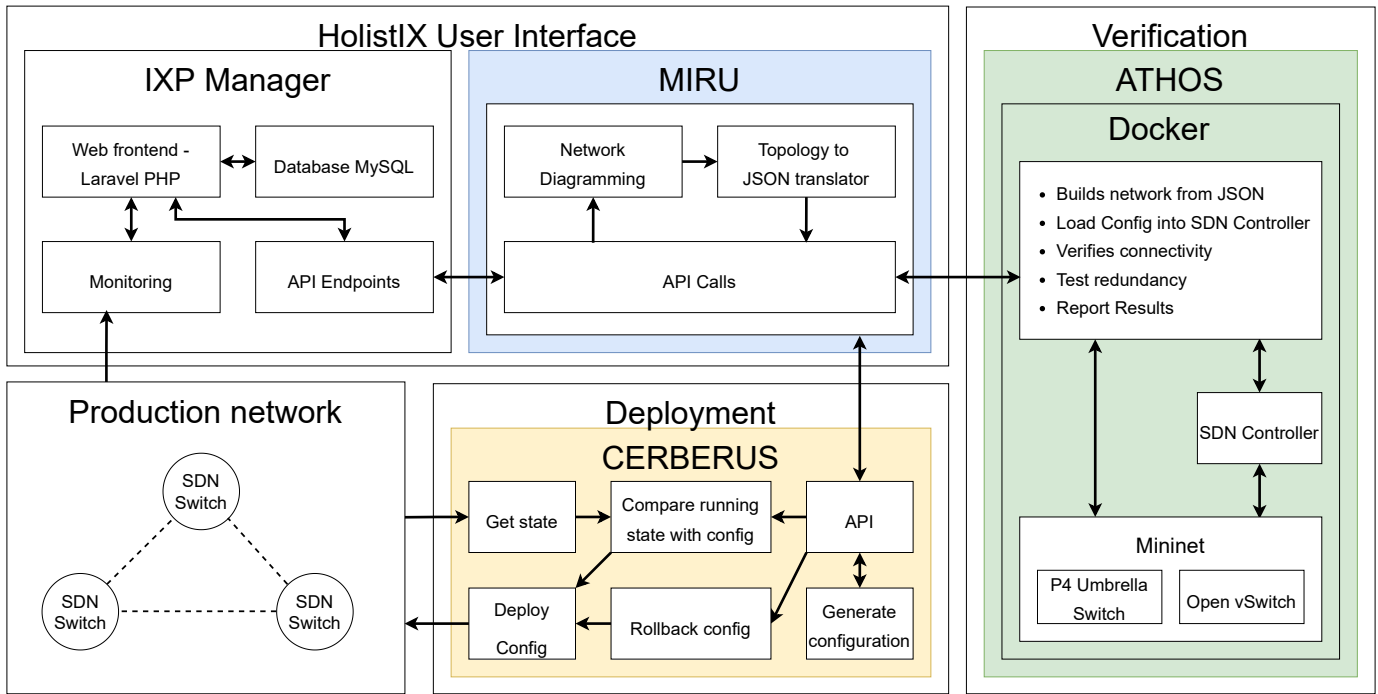 HolistIX User Interface
IXP Manager
Web frontend -
Laravel PHP
Database MySQL
Monitoring
API Endpoints
MIRU
Network
Diagramming
Topology to
JSON translator
API Calls
Verification
ATHOS
Docker
• Builds network from JSON
• Load Config into SDN Controller
• Verifies connectivity
• Test redundancy
• Report Results
SDN Controller
Mininet
P4 Umbrella
Switch
Open vSwitch
Production network
SDN
Switch
SDN
Switch
SDN
Switch
Deployment
CERBERUS
Get state
Compare running
state with config
API
Deploy
Config
Rollback config
Generate
configuration